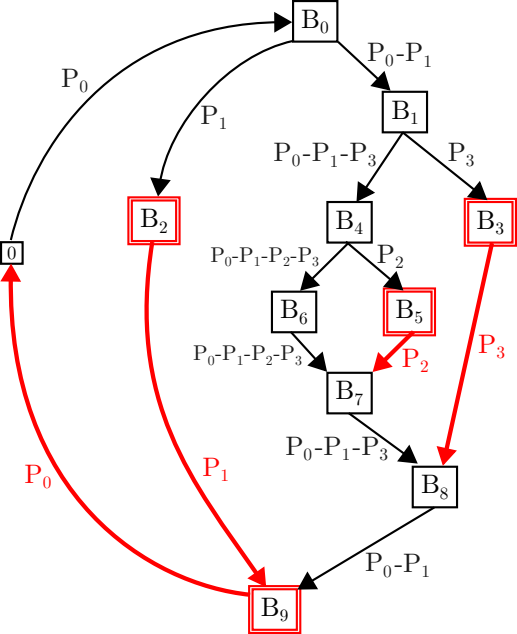 B₀
P₀-P₁
P₀
B₁
P₁
P₀-P₁-P₃
P₃
B₂
B₄
B₃
0
P₀-P₁-P₂-P₃
P₂
B₆
B₅
P₀-P₁-P₂-P₃
P₂
P₃
B₇
P₀-P₁-P₃
P₁
P₀
B₈
P₀-P₁
B₉